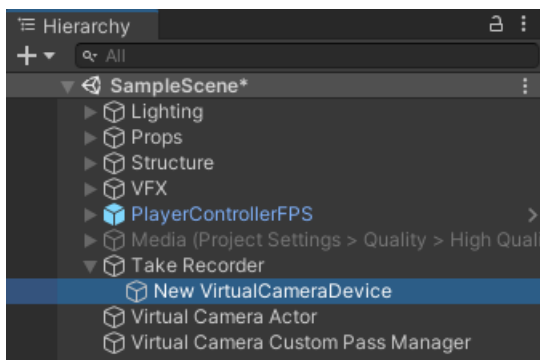 Hierarchy
All
SampleScene*
Lighting
Props
Structure
VFX
PlayerControllerFPS
Media (Project Settings > Quality > High Quali
Take Recorder
New VirtualCameraDevice
Virtual Camera Actor
Virtual Camera Custom Pass Manager